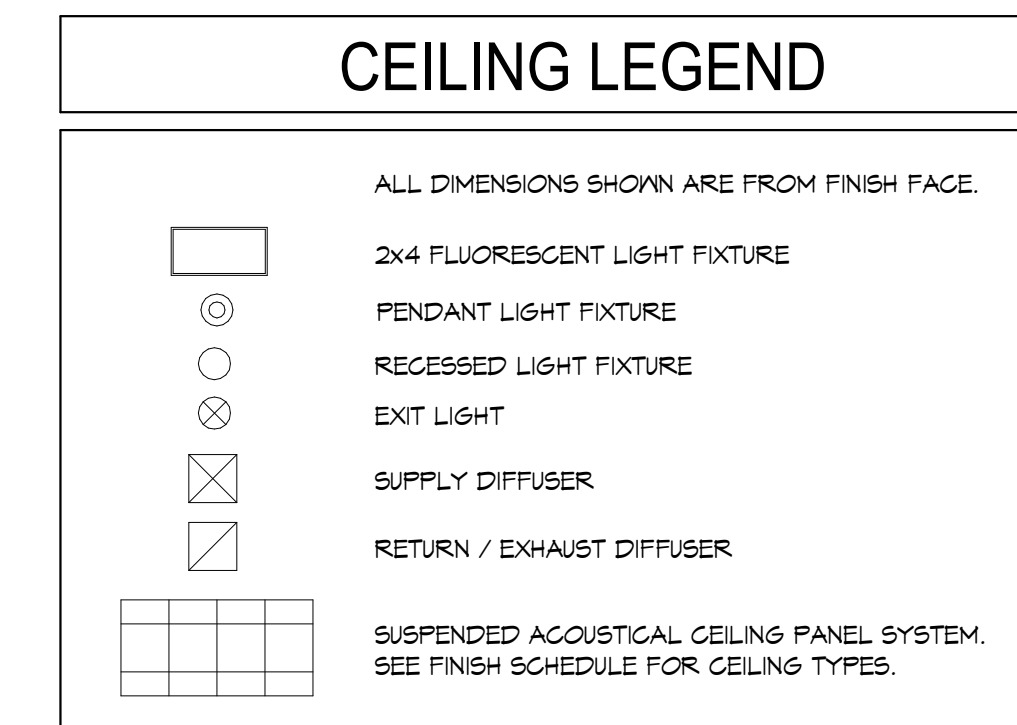 CEILING LEGEND
ALL DIMENSIONS SHOWN ARE FROM FINISH FACE.
2x4 FLUORESCENT LIGHT FIXTURE
PENDANT LIGHT FIXTURE
RECESSED LIGHT FIXTURE
EXIT LIGHT
SUPPLY DIFFUSER
RETURN / EXHAUST DIFFUSER
SUSPENDED ACOUSTICAL CEILING PANEL SYSTEM.
SEE FINISH SCHEDULE FOR CEILING TYPES.